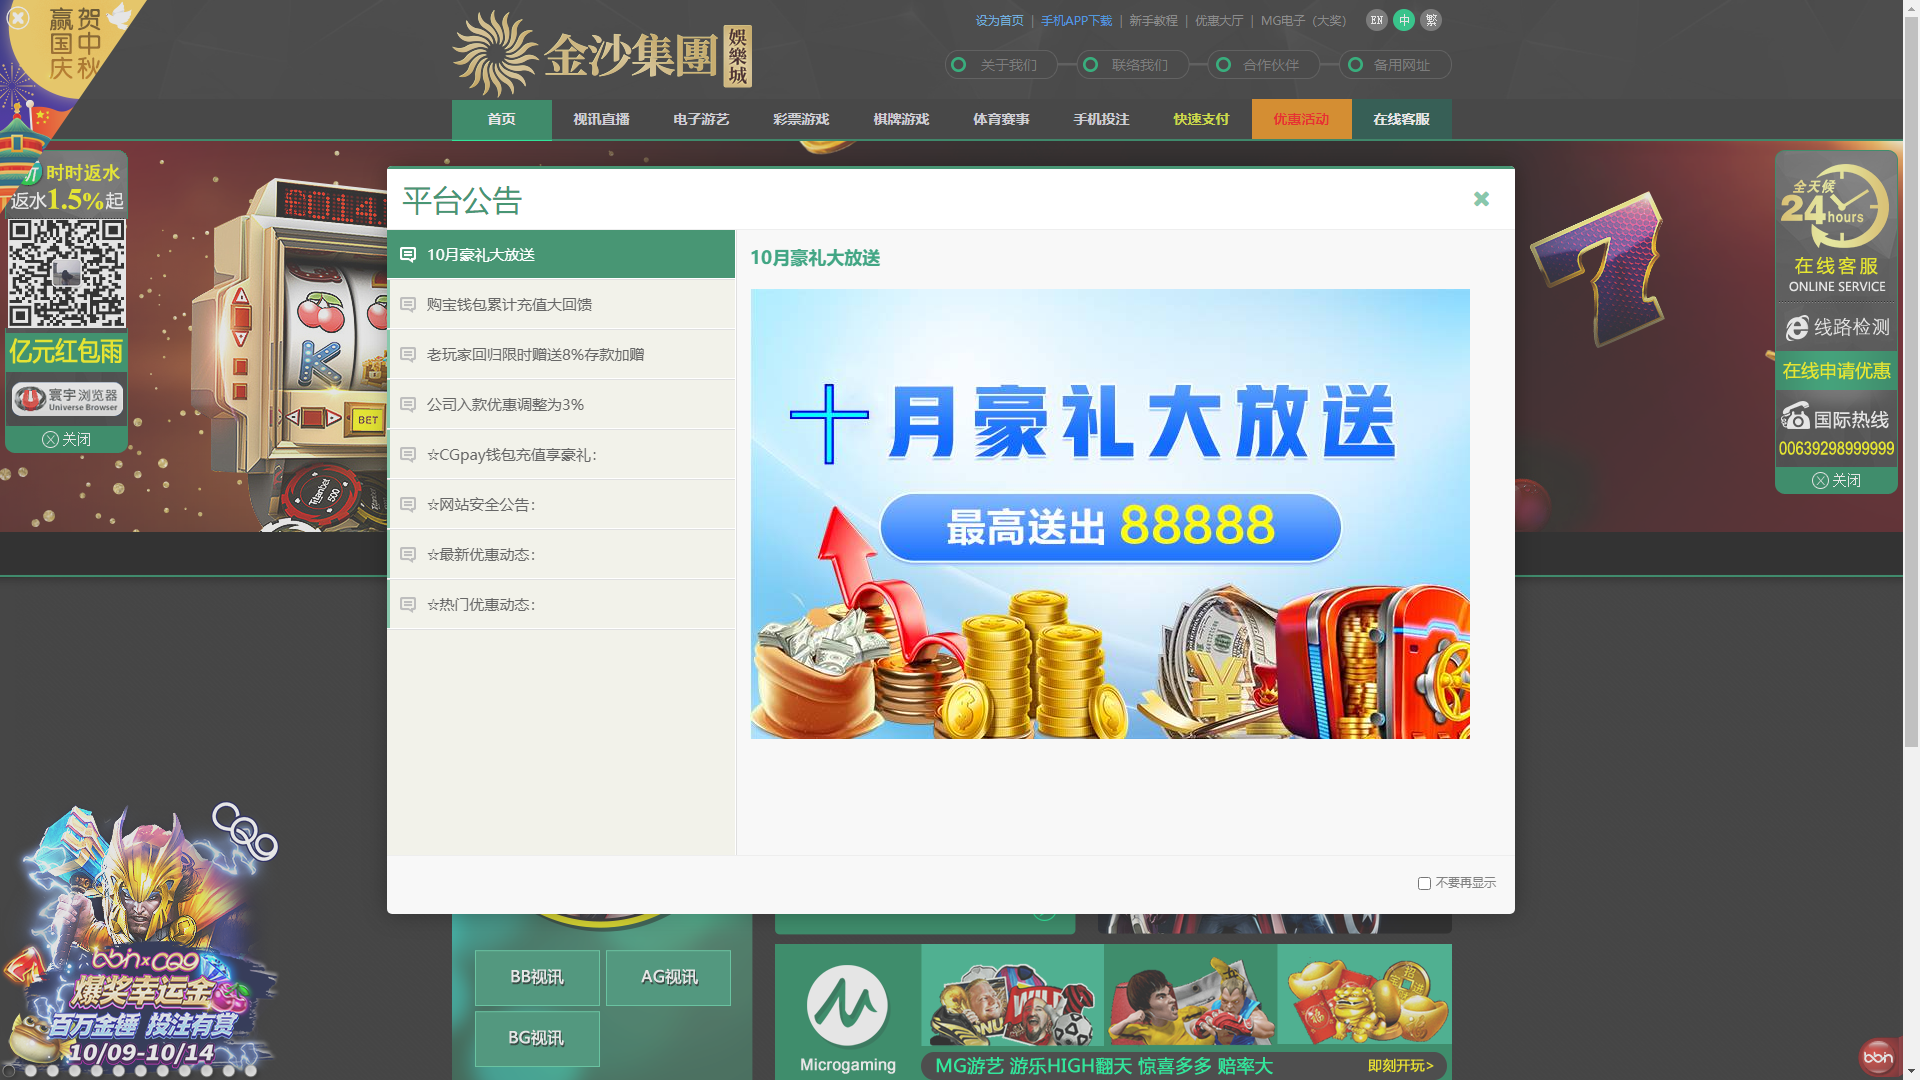 贺中秋
赢国庆
金沙集團
娛樂城
设为首页 | 手机APP下载 | 新手教程 | 优惠大厅 | MG电子（大奖）
EN 中 繁
关于我们 联络我们 合作伙伴 备用网址
首页 视讯直播 电子游艺 彩票游戏 棋牌游戏 体育赛事 手机投注 快速支付 优惠活动 在线客服
时时返水
返水1.5%起
亿元红包雨
寰宇浏览器
Universe Browser
关闭
BET
Titanbet
500
平台公告
10月豪礼大放送
购宝钱包累计充值大回馈
老玩家回归限时赠送8%存款加赠
公司入款优惠调整为3%
☆CGpay钱包充值享豪礼：
☆网站安全公告：
☆最新优惠动态：
☆热门优惠动态：
10月豪礼大放送
十月豪礼大放送
最高送出 88888
不要再显示
全天候
24hours
在线客服
ONLINE SERVICE
线路检测
在线申请优惠
国际热线
00639298999999
关闭
CQ9
bbin x CQ9
爆奖幸运金
百万金锤 投注有赏
10/09-10/14
BB视讯
AG视讯
BG视讯
Microgaming
MG游艺 游乐HIGH翻天 惊喜多多 赔率大
即刻开玩>
bbin